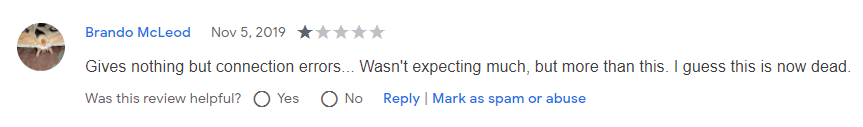 Brando McLeod Nov 5, 2019
Gives nothing but connection errors... Wasn't expecting much, but more than this. I guess this is now dead.
Was this review helpful? Yes No Reply | Mark as spam or abuse